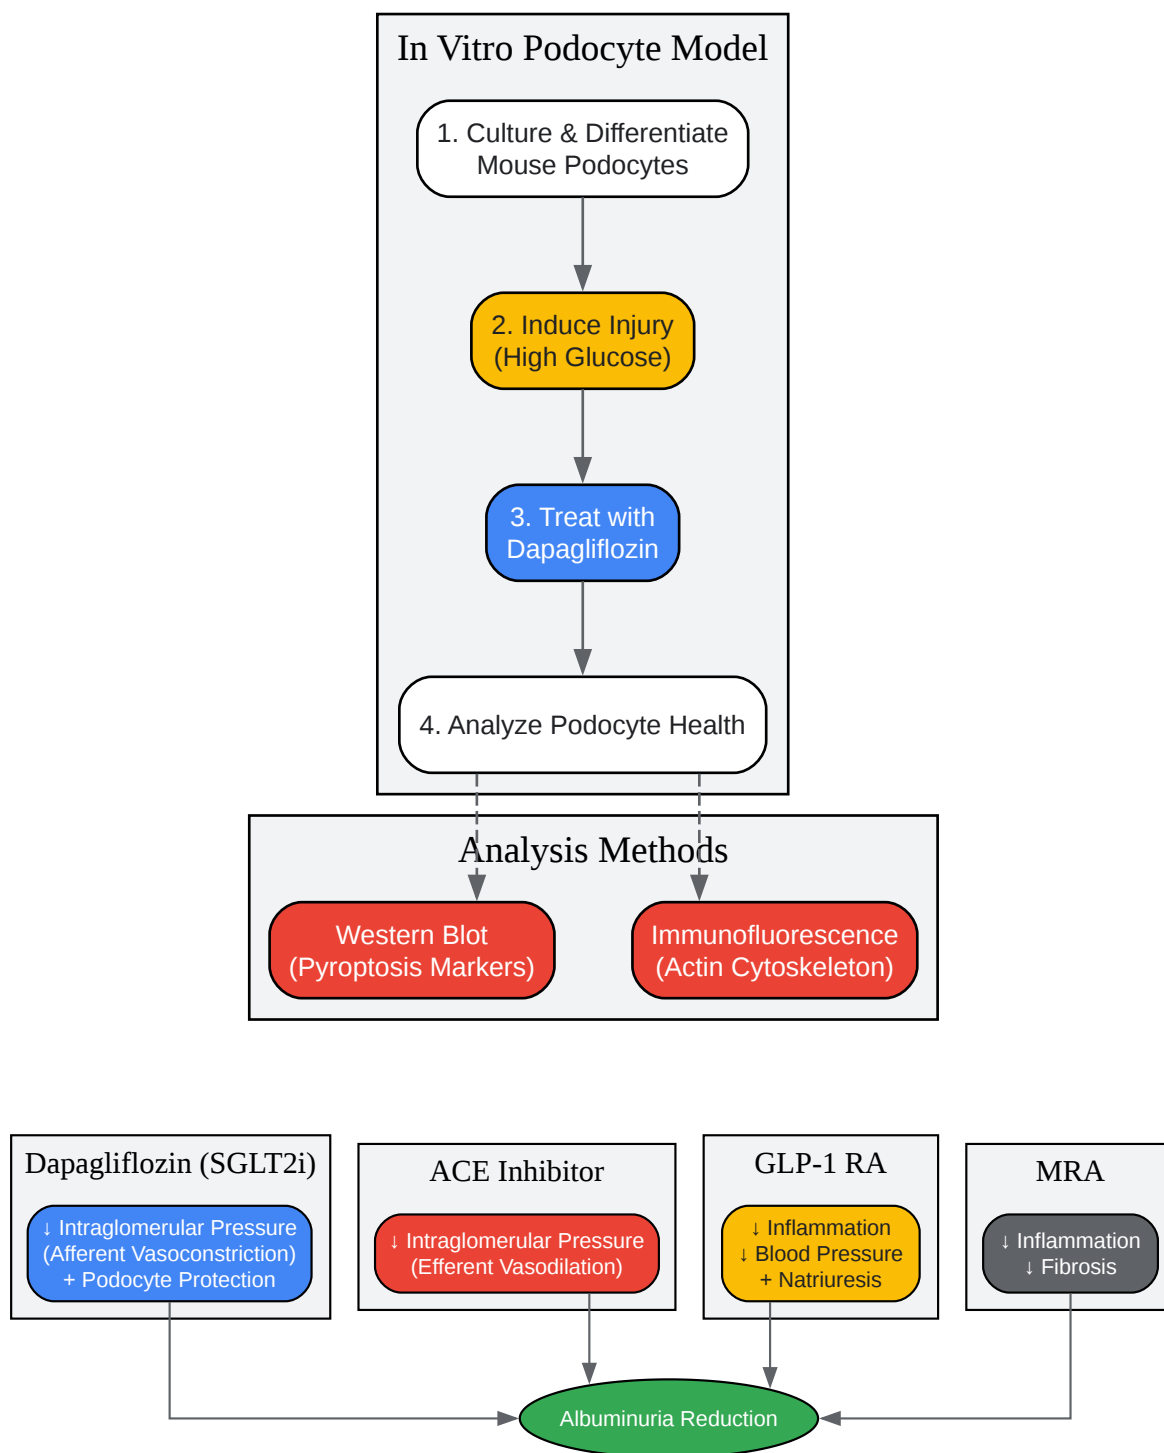 In Vitro Podocyte Model
1. Culture & Differentiate
Mouse Podocytes
2. Induce Injury
(High Glucose)
3. Treat with
Dapagliflozin
4. Analyze Podocyte Health
Analysis Methods
Western Blot
(Pyroptosis Markers)
Immunofluorescence
(Actin Cytoskeleton)
Dapagliflozin (SGLT2i)
↓ Intraglomerular Pressure
(Afferent Vasoconstriction)
+ Podocyte Protection
ACE Inhibitor
↓ Intraglomerular Pressure
(Efferent Vasodilation)
GLP-1 RA
↓ Inflammation
↓ Blood Pressure
+ Natriuresis
MRA
↓ Inflammation
↓ Fibrosis
Albuminuria Reduction